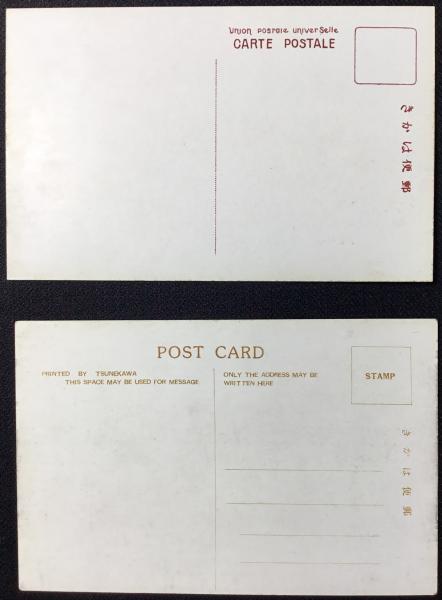 Union postale universelle
CARTE POSTALE
きかは便郵
POST CARD
PRINTED BY TSUNEKAWA
THIS SPACE MAY BE USED FOR MESSAGE
ONLY THE ADDRESS MAY BE
WRITTEN HERE
STAMP
きかは便郵